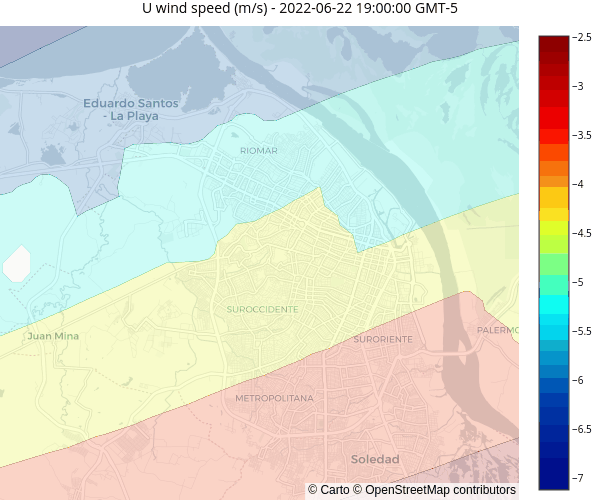 U wind speed (m/s) - 2022-06-22 19:00:00 GMT-5
−2.5
Eduardo Santos
- La Playa
−3
RIOMAR
−3.5
−4
−4.5
−5
SUROCCIDENTE
Juan Mina
PALERMO
−5.5
SURORIENTE
−6
METROPOLITANA
−6.5
Soledad
−7
© Carto © OpenStreetMap contributors